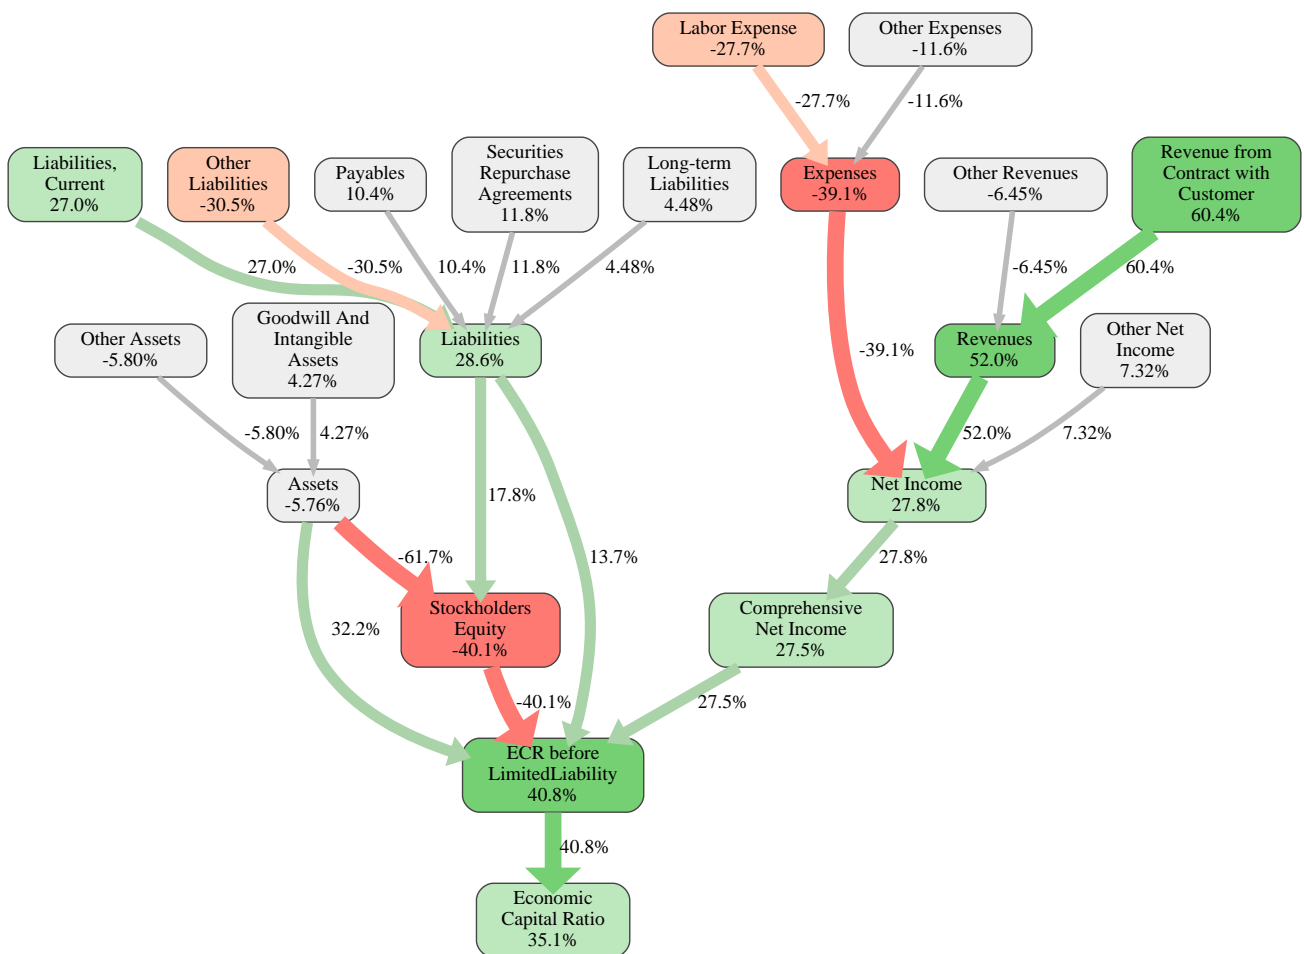 Labor Expense
-27.7%
Other Expenses
-11.6%
-27.7%
-11.6%
Liabilities,
Current
27.0%
Other
Liabilities
-30.5%
Payables
10.4%
Securities
Repurchase
Agreements
11.8%
Long-term
Liabilities
4.48%
Expenses
-39.1%
Other Revenues
-6.45%
Revenue from
Contract with
Customer
60.4%
27.0%
-30.5%
10.4%
11.8%
4.48%
-6.45%
60.4%
Other Assets
-5.80%
Goodwill And
Intangible
Assets
4.27%
Liabilities
28.6%
-39.1%
Revenues
52.0%
Other Net
Income
7.32%
-5.80%
4.27%
52.0%
7.32%
Assets
-5.76%
17.8%
Net Income
27.8%
-61.7%
13.7%
27.8%
32.2%
Stockholders
Equity
-40.1%
Comprehensive
Net Income
27.5%
-40.1%
27.5%
ECR before
LimitedLiability
40.8%
40.8%
Economic
Capital Ratio
35.1%